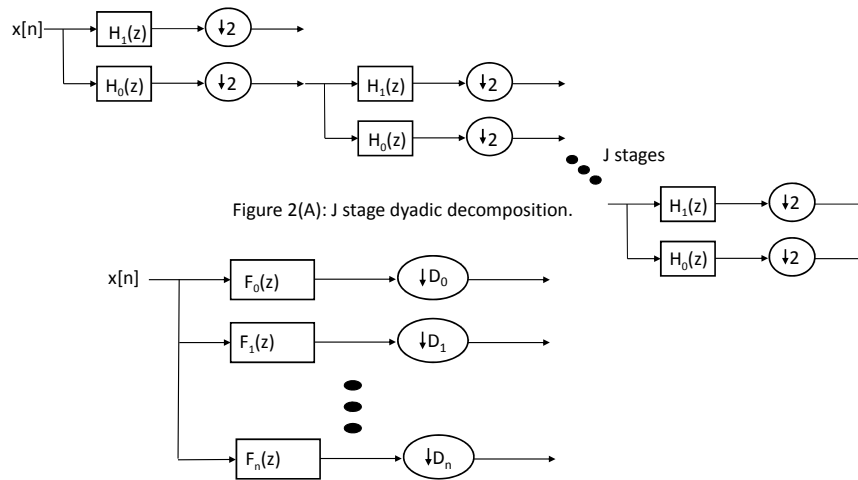 x[n]
H₁(z)
↓2
H₀(z)
↓2
H₁(z)
↓2
H₀(z)
↓2
J stages
Figure 2(A): J stage dyadic decomposition.
H₁(z)
↓2
H₀(z)
↓2
x[n]
F₀(z)
↓D₀
F₁(z)
↓D₁
Fₙ(z)
↓Dₙ